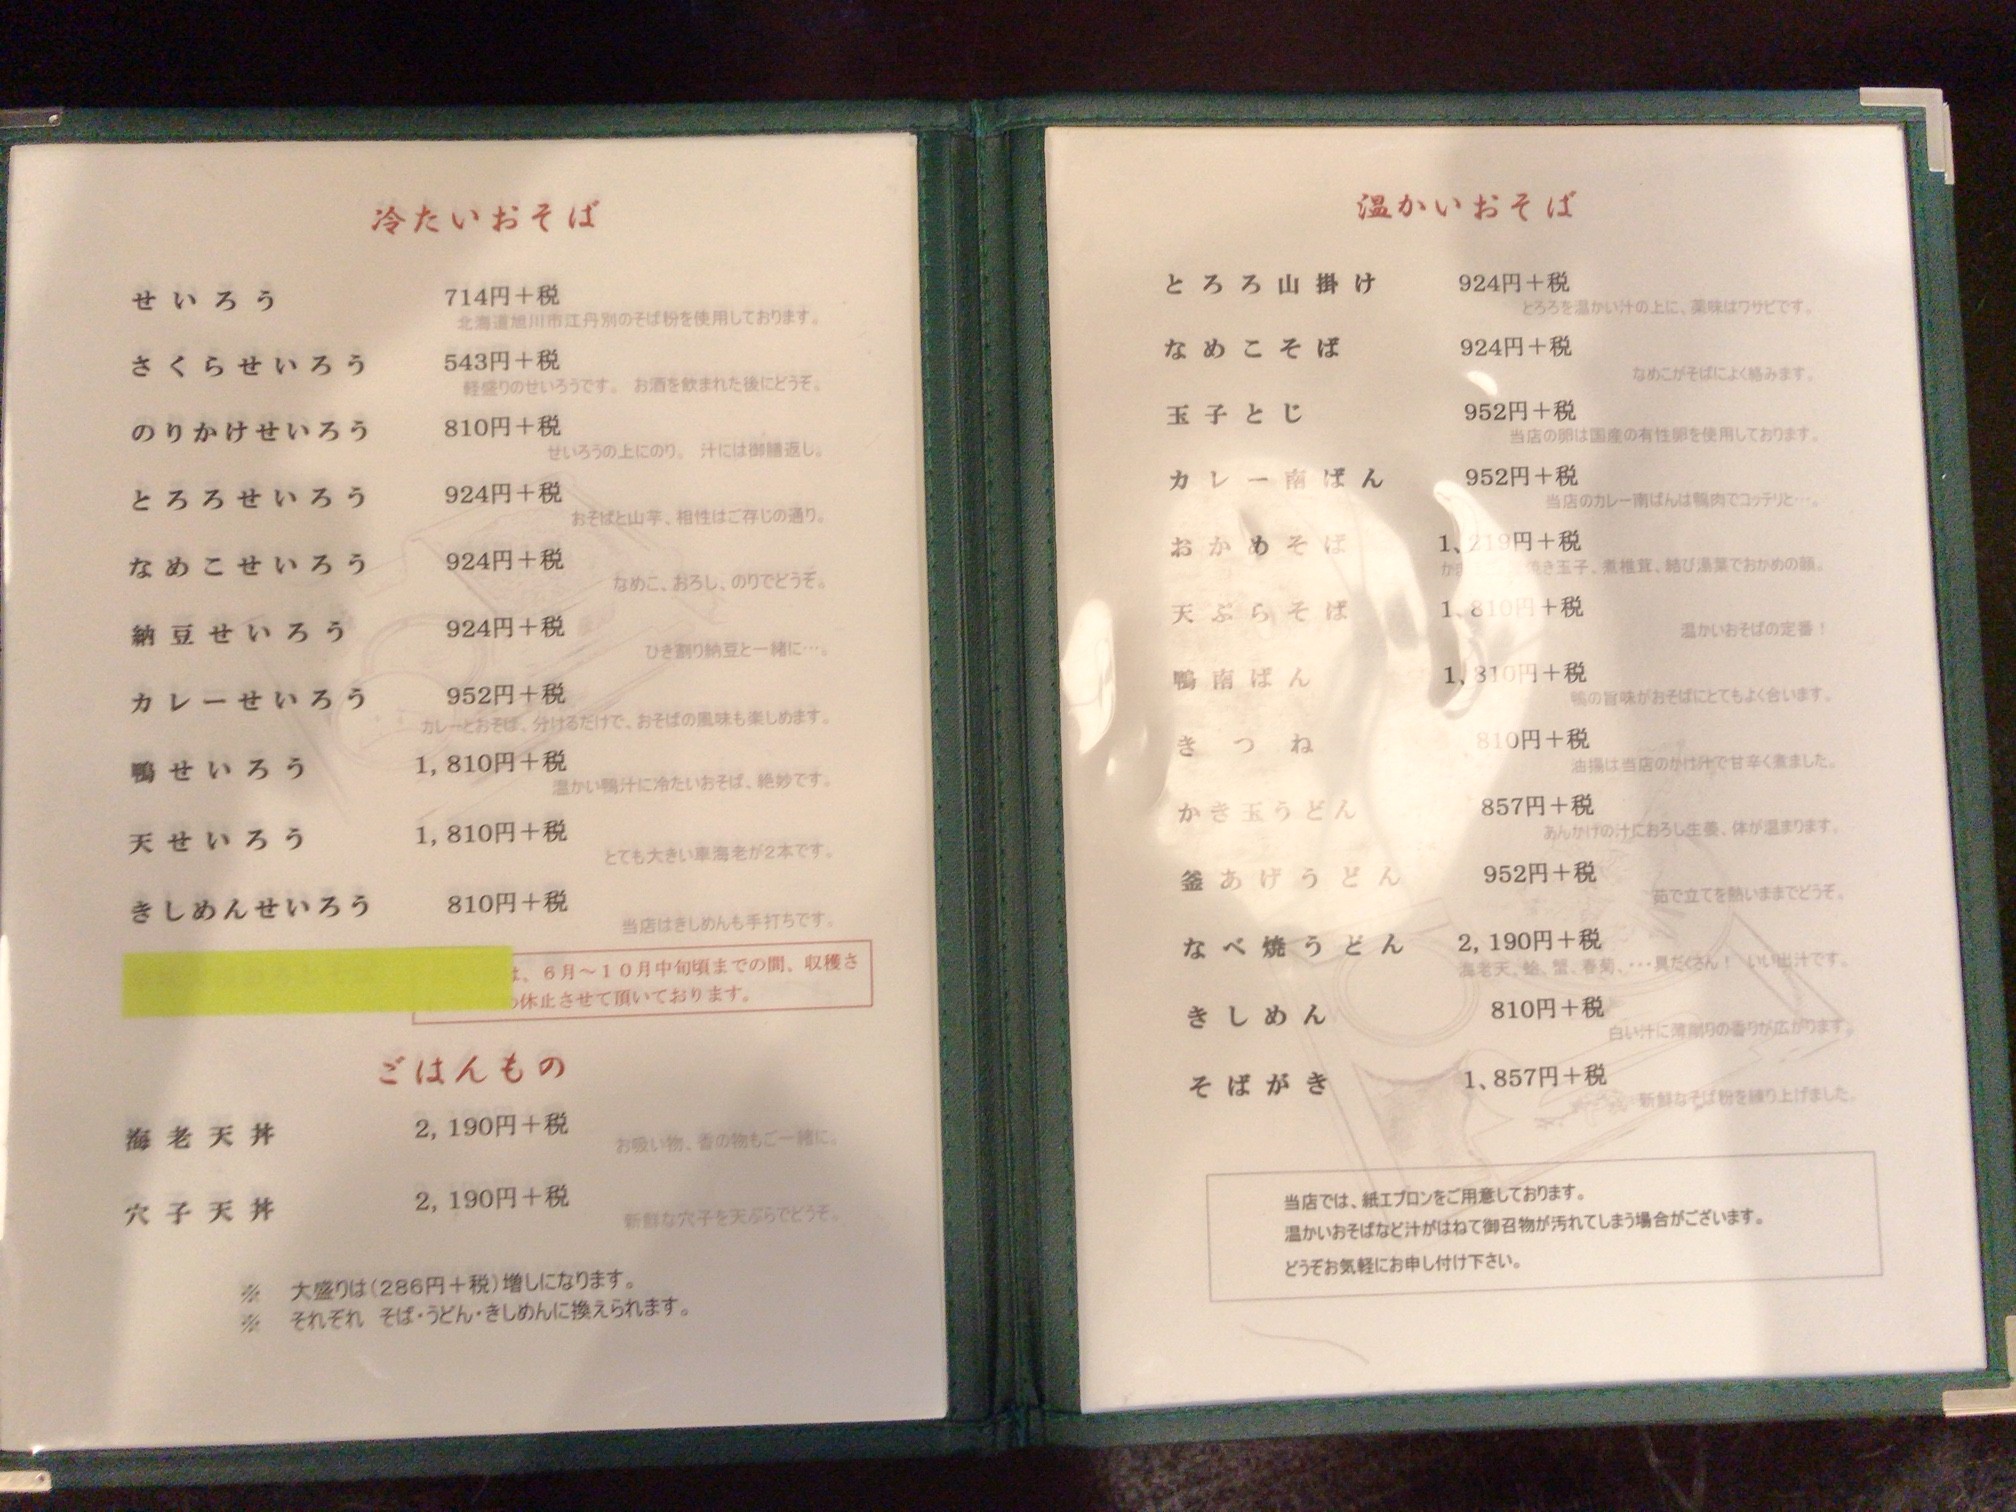 冷たいおそば
せいろう 714円+税
北海道旭川市江丹別のそば粉を使用しております。
さくらせいろう 543円+税
軽盛りのせいろうです。 お酒を飲まれた後にどうぞ。
のりかけせいろう 810円+税
せいろうの上にのり。 汁には御膳返し。
とろろせいろう 924円+税
おそばと山芋、相性はご存じの通り。
なめこせいろう 924円+税
なめこ、おろし、のりでどうぞ。
納豆せいろう 924円+税
ひき割り納豆と一緒に…。
カレーせいろう 952円+税
カレーとおそば、分けるだけで、おそばの風味も楽しめます。
鴨せいろう 1,810円+税
温かい鴨汁に冷たいおそば、絶妙です。
天せいろう 1,810円+税
とても大きい車海老が2本です。
きしめんせいろう 810円+税
当店はきしめんも手打ちです。
は、6月～10月中旬頃までの間、収穫さ
休止させて頂いております。
ごはんもの
海老天丼 2,190円+税
お吸い物、香の物もご一緒に。
穴子天丼 2,190円+税
新鮮な穴子を天ぷらでどうぞ。
※ 大盛りは(286円+税)増しになります。
※ それぞれ そば・うどん・きしめんに換えられます。
温かいおそば
とろろ山掛け 924円+税
とろろを温かい汁の上に、薬味はワサビです。
なめこそば 924円+税
なめこがそばによく絡みます。
玉子とじ 952円+税
当店の卵は国産の有性卵を使用しております。
カレー南ばん 952円+税
当店のカレー南ばんは鴨肉でコッテリと…。
おかめそば 1,219円+税
き玉子、煮椎茸、結び湯葉でおかめの顔。
天ぷらそば 1,810円+税
温かいおそばの定番！
鴨南ばん 1,810円+税
鴨の旨味がおそばにとてもよく合います。
きつね 810円+税
油揚は当店のかけ汁で甘辛く煮ました。
かき玉うどん 857円+税
あんかけの汁におろし生姜、体が温まります。
釜あげうどん 952円+税
茹で立てを熱いままでどうぞ。
なべ焼うどん 2,190円+税
海老天、蛤、蟹、春菊、…具だくさん！ いい出汁です。
きしめん 810円+税
白い汁に薄削りの香りが広がります。
そばがき 1,857円+税
新鮮なそば粉を練り上げました。
当店では、紙エプロンをご用意しております。
温かいおそばなど汁がはねて御召物が汚れてしまう場合がございます。
どうぞお気軽にお申し付け下さい。